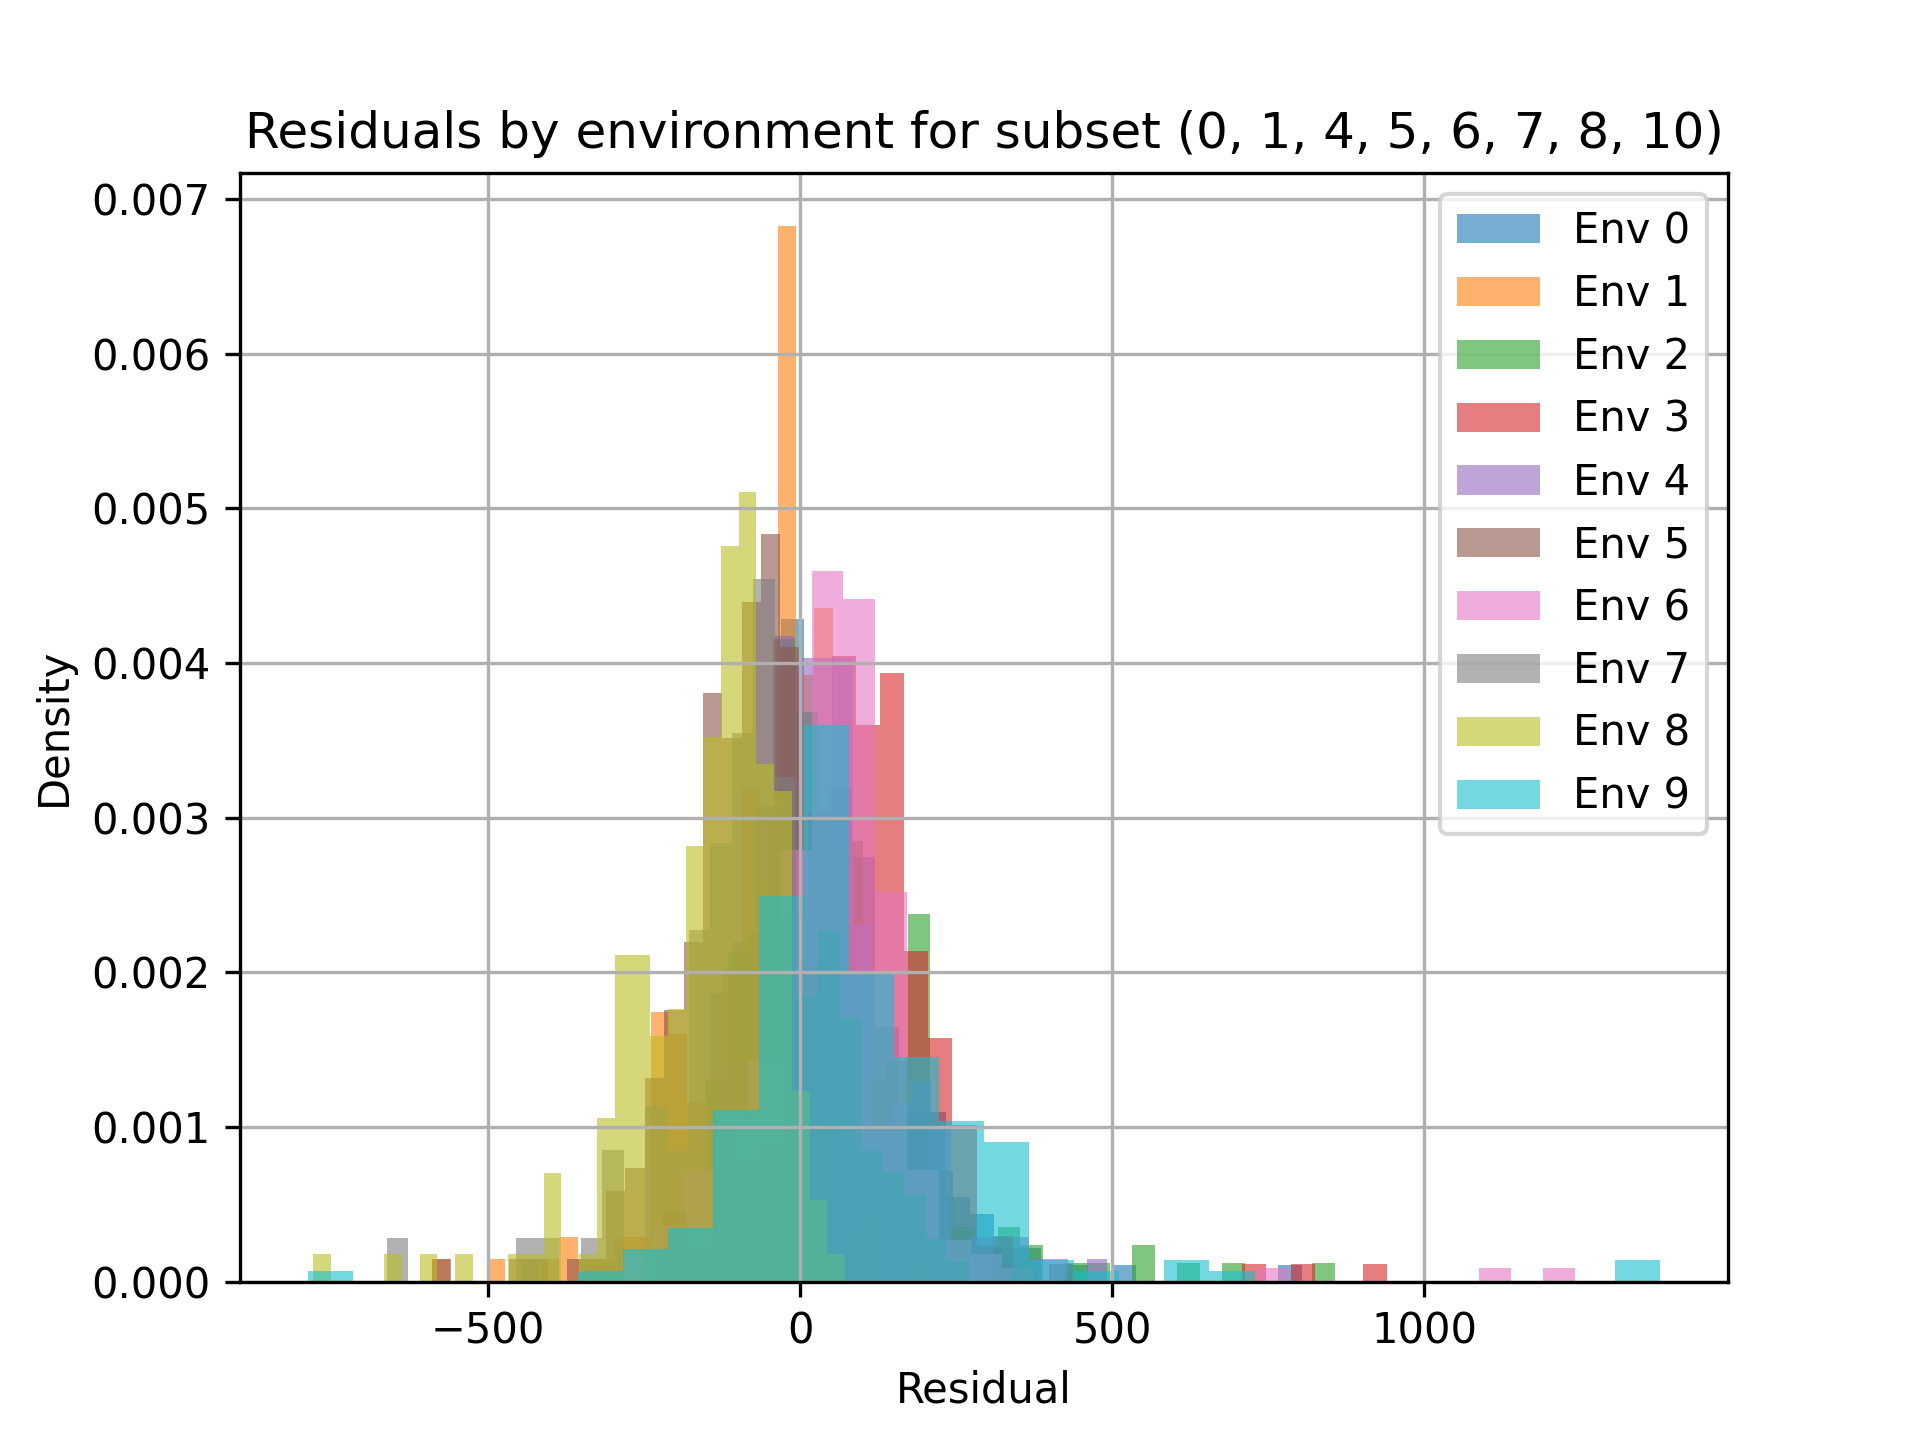 Residuals by environment for subset (0, 1, 4, 5, 6, 7, 8, 10)
0.007
0.006
0.005
0.004
0.003
0.002
0.001
0.000
Density
Env 0
Env 1
Env 2
Env 3
Env 4
Env 5
Env 6
Env 7
Env 8
Env 9
−500
0
500
1000
Residual